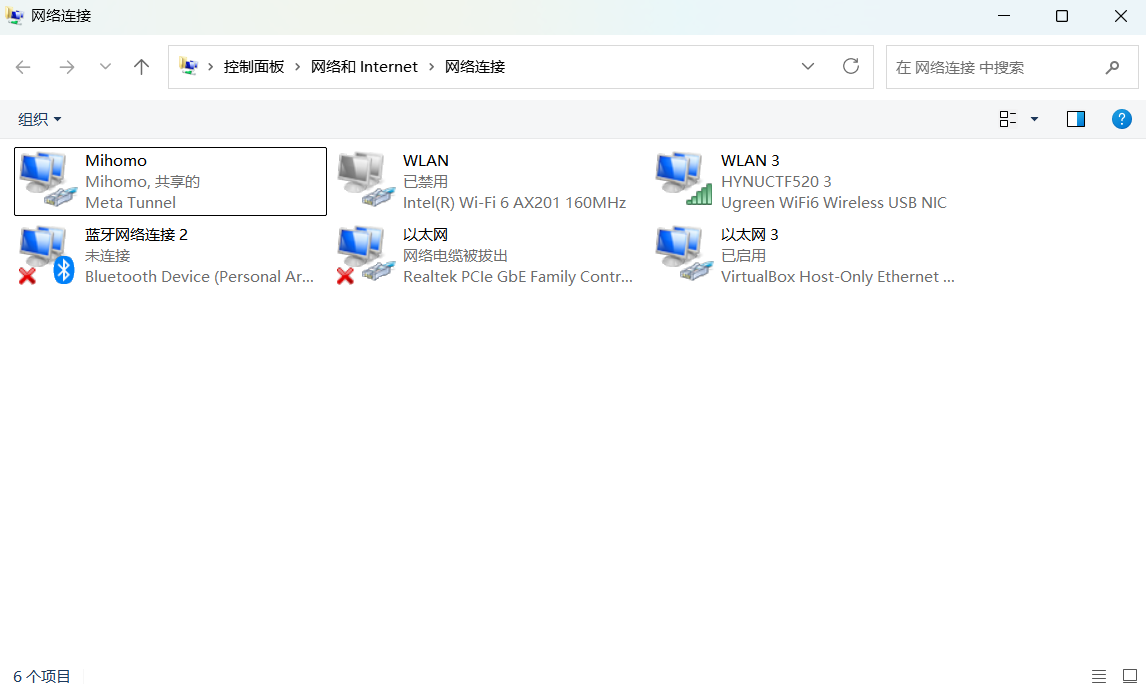 网络连接
控制面板 > 网络和 Internet > 网络连接
在 网络连接 中搜索
组织
Mihomo
Mihomo, 共享的
Meta Tunnel
WLAN
已禁用
Intel(R) Wi-Fi 6 AX201 160MHz
WLAN 3
HYNUCTF520 3
Ugreen WiFi6 Wireless USB NIC
蓝牙网络连接 2
未连接
Bluetooth Device (Personal Ar...
以太网
网络电缆被拔出
Realtek PCIe GbE Family Contr...
以太网 3
已启用
VirtualBox Host-Only Ethernet ...
6 个项目